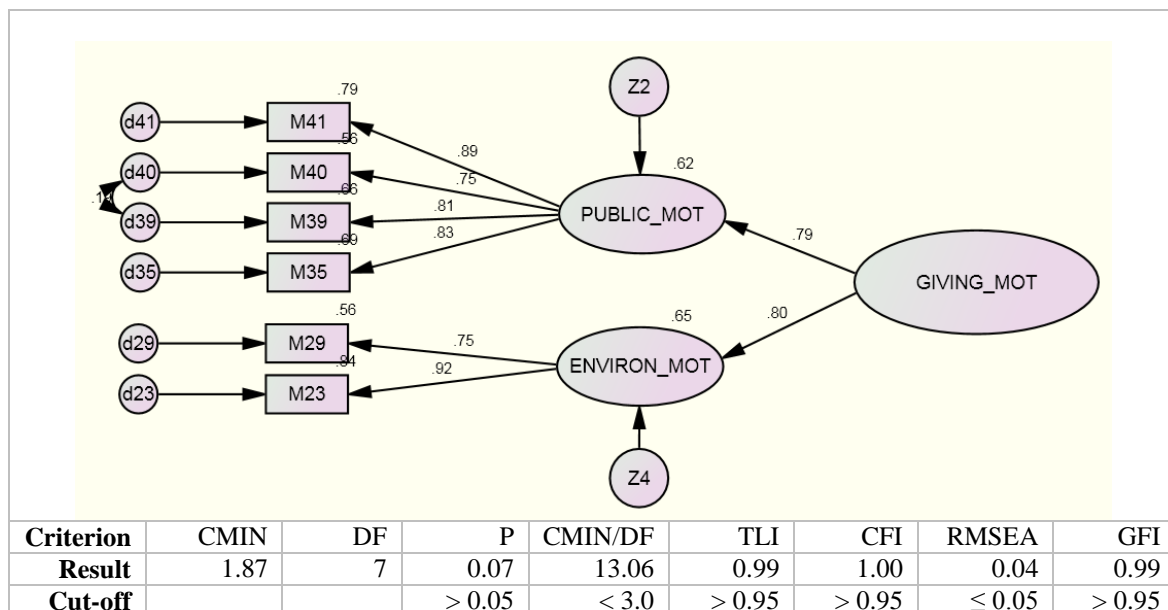 Z2
.79
d41 M41
.56
.89
d40 M40
.75
.62
.66
d39 M39
.81
PUBLIC_MOT
.83
.79
.69
d35 M35
GIVING_MOT
.56
.65
.80
d29 M29
.75
.84
ENVIRON_MOT
.92
d23 M23
Z4
Criterion CMIN DF P CMIN/DF TLI CFI RMSEA GFI
Result 1.87 7 0.07 13.06 0.99 1.00 0.04 0.99
Cut-off > 0.05 < 3.0 > 0.95 > 0.95 ≤ 0.05 > 0.95